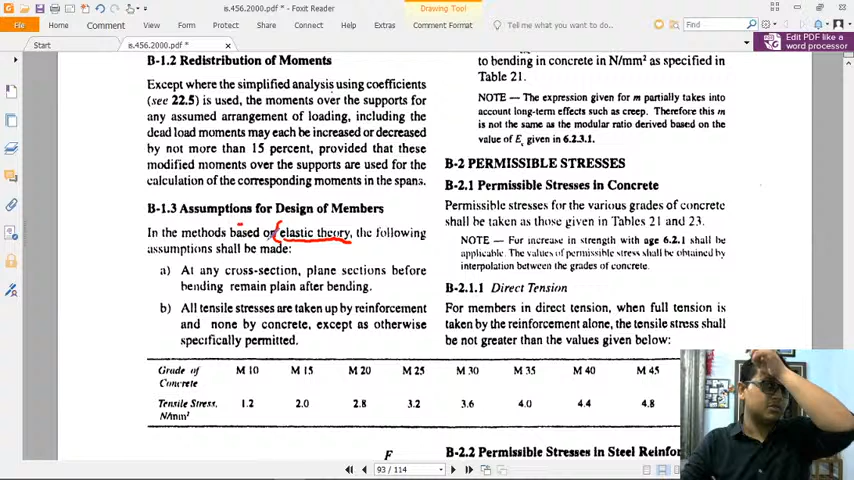 is.456.2000.pdf * - Foxit Reader
Drawing Tool
File
Home
Comment
View
Form
Protect
Share
Connect
Help
Extras
Comment Format
Tell me what you want to do...
Find
Start
is.456.2000.pdf *
Edit PDF like a
word processor
B-1.2 Redistribution of Moments
Except where the simplified analysis using coefficients
(see 22.5) is used, the moments over the supports for
any assumed arrangement of loading, including the
dead load moments may each be increased or decreased
by not more than 15 percent, provided that these
modified moments over the supports are used for the
calculation of the corresponding moments in the spans.
B-1.3 Assumptions for Design of Members
In the methods based on elastic theory, the following
assumptions shall be made:
a) At any cross-section, plane sections before
bending remain plain after bending.
b) All tensile stresses are taken up by reinforcement
and none by concrete, except as otherwise
specifically permitted.
to bending in concrete in N/mm² as specified in
Table 21.
NOTE — The expression given for m partially takes into
account long-term effects such as creep. Therefore this m
is not the same as the modular ratio derived based on the
value of Ec given in 6.2.3.1.
B-2 PERMISSIBLE STRESSES
B-2.1 Permissible Stresses in Concrete
Permissible stresses for the various grades of concrete
shall be taken as those given in Tables 21 and 23.
NOTE — For increase in strength with age 6.2.1 shall be
applicable. The values of permissible stress shall be obtained by
interpolation between the grades of concrete.
B-2.1.1 Direct Tension
For members in direct tension, when full tension is
taken by the reinforcement alone, the tensile stress shall
be not greater than the values given below:
Grade of M 10 M 15 M 20 M 25 M 30 M 35 M 40 M 45
Concrete
Tensile Stress, 1.2 2.0 2.8 3.2 3.6 4.0 4.4 4.8
N/mm²
F
B-2.2 Permissible Stresses in Steel Reinfor
93 / 114